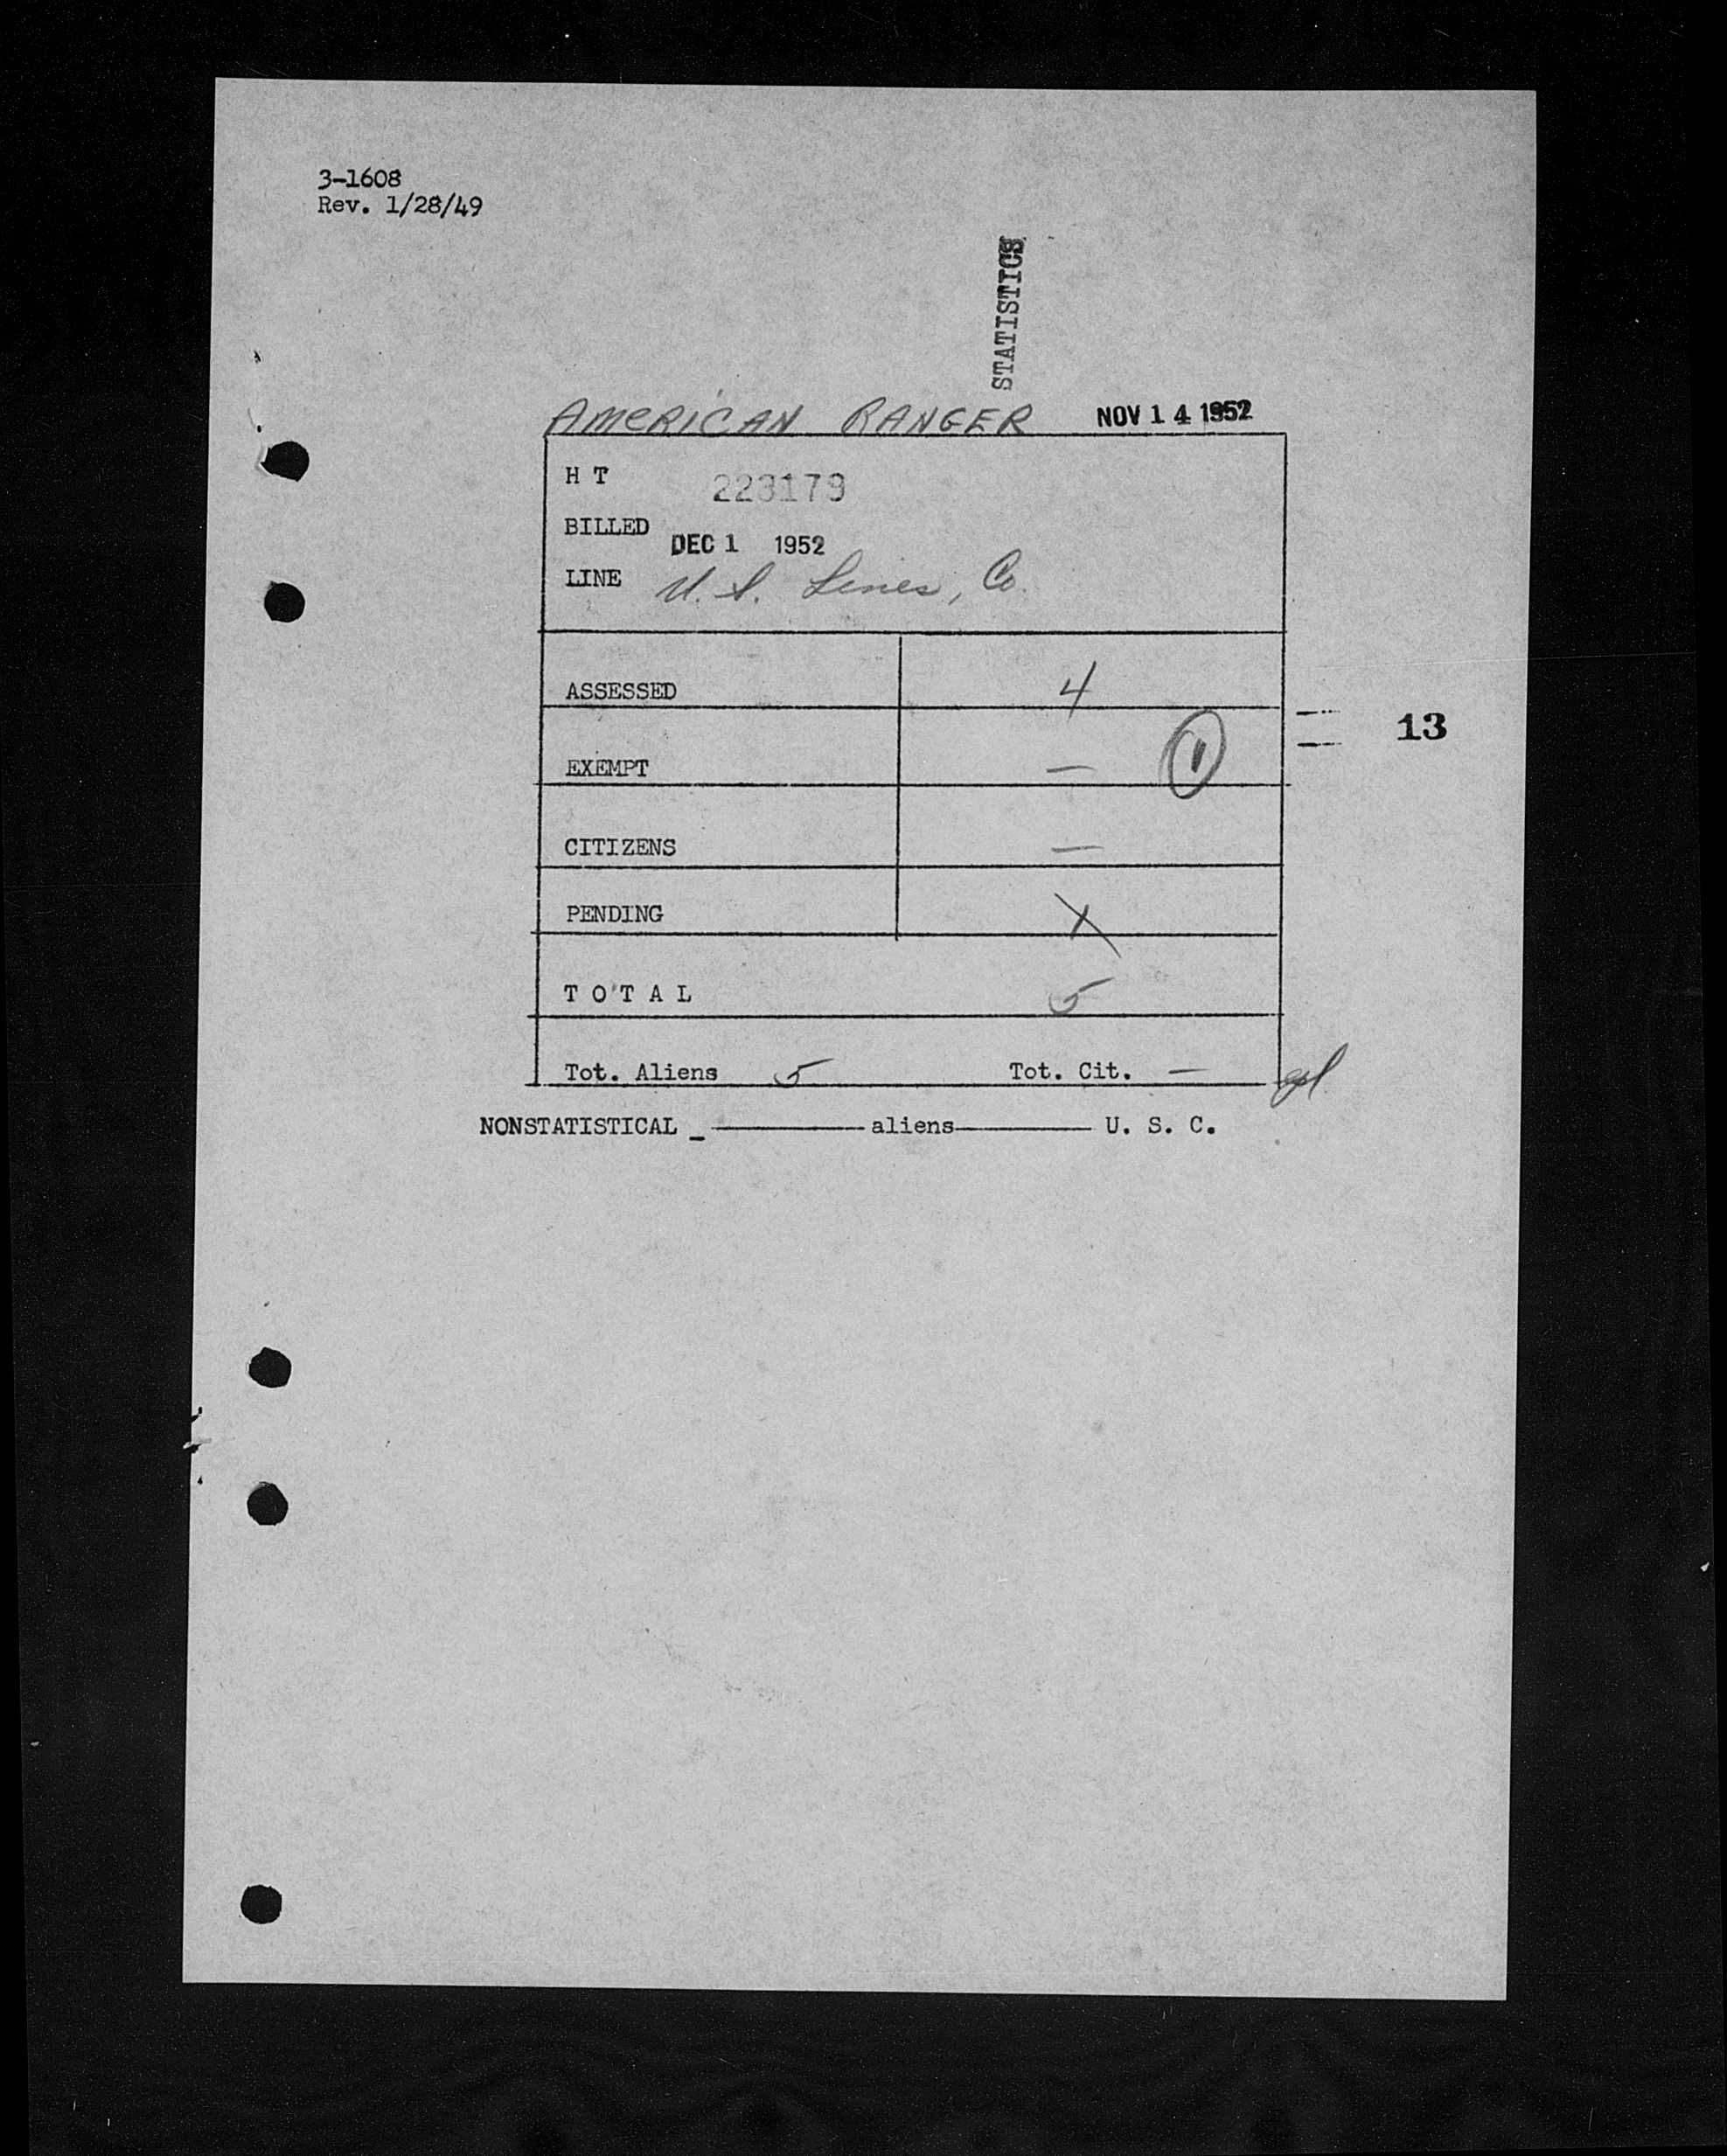 3-1608
Rev. 1/28/49
STATISTICS
AMERICAN RANGER NOV 14 1952
H T 223179
BILLED DEC 1 1952
LINE U. S. Lines, Co.
ASSESSED 4
13
EXEMPT — 1
CITIZENS —
PENDING 1
T O T A L 5
Tot. Aliens 5 Tot. Cit. —
NONSTATISTICAL _ ———— aliens ———— U. S. C.